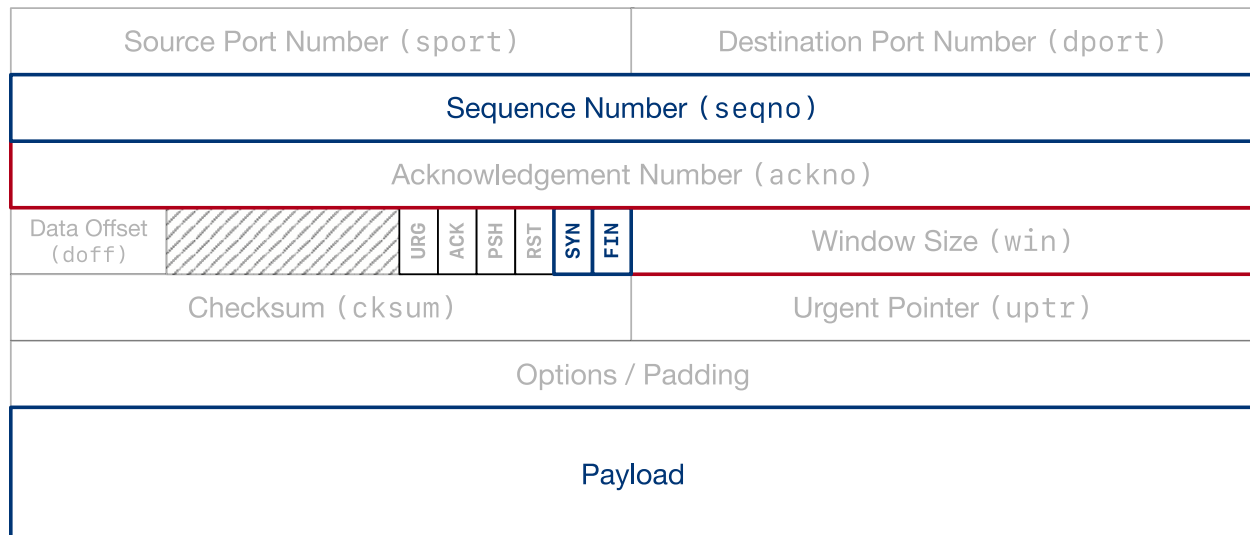 Source Port Number (sport)
Destination Port Number (dport)
Sequence Number (seqno)
Acknowledgement Number (ackno)
Data Offset
(doff)
URG
ACK
PSH
RST
SYN
FIN
Window Size (win)
Checksum (cksum)
Urgent Pointer (uptr)
Options / Padding
Payload